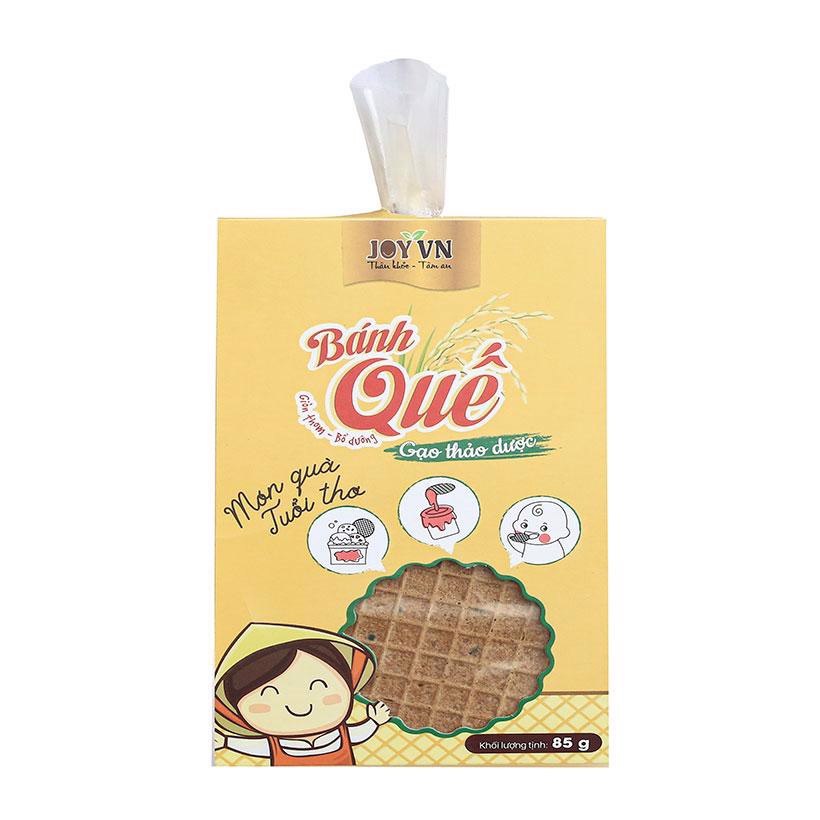 JOY VN
Thân khỏe - Tâm an
Bánh
Quế
Giòn thơm - Bổ dưỡng
Gạo thảo dược
Món quà
Tuổi thơ
Khối lượng tịnh: 85 g